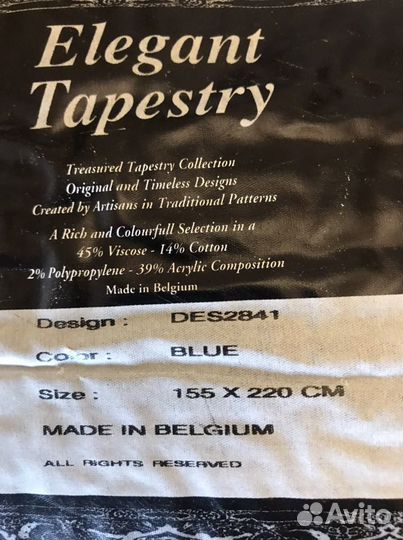 Elegant
Tapestry
Treasured Tapestry Collection
Original and Timeless Designs
Created by Artisans in Traditional Patterns
A Rich and Colourfull Selection in a
45% Viscose - 14% Cotton
2% Polypropylene - 39% Acrylic Composition
Made in Belgium
Design : DES2841
Color : BLUE
Size : 155 X 220 CM
MADE IN BELGIUM
ALL RIGHTS RESERVED
Avito